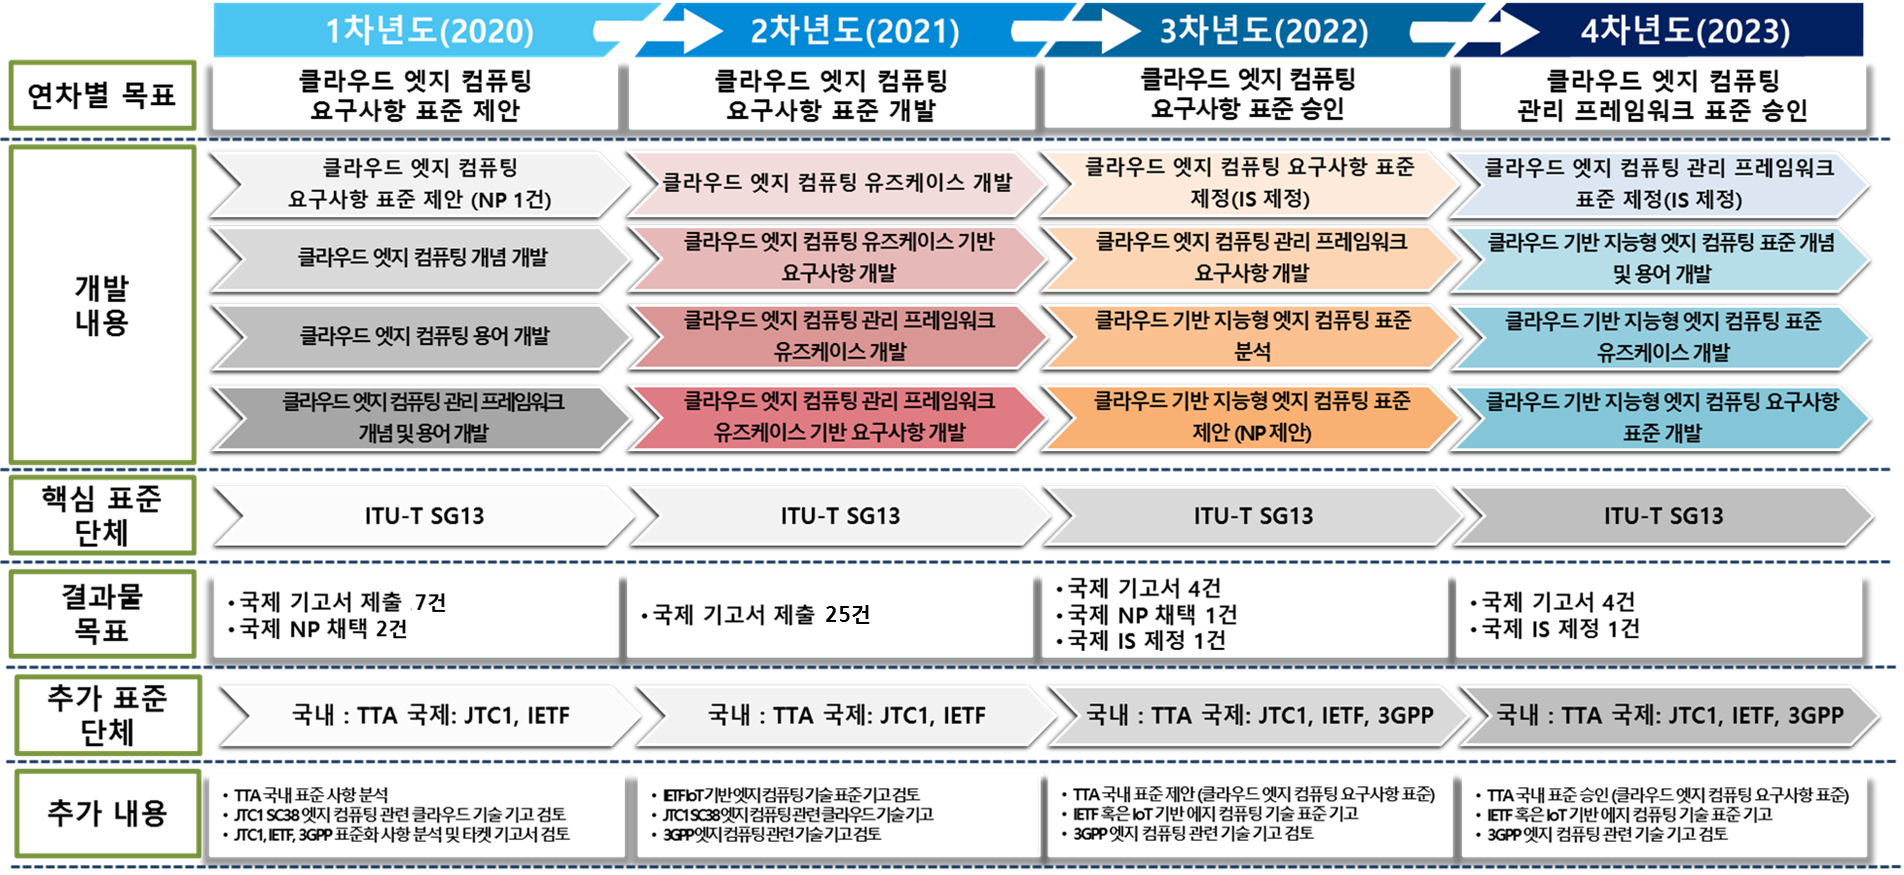 1차년도(2020)
2차년도(2021)
3차년도(2022)
4차년도(2023)
연차별 목표
클라우드 엣지 컴퓨팅
요구사항 표준 제안
클라우드 엣지 컴퓨팅
요구사항 표준 개발
클라우드 엣지 컴퓨팅
요구사항 표준 승인
클라우드 엣지 컴퓨팅
관리 프레임워크 표준 승인
개발
내용
클라우드 엣지 컴퓨팅
요구사항 표준 제안 (NP 1건)
클라우드 엣지 컴퓨팅 유즈케이스 개발
클라우드 엣지 컴퓨팅 요구사항 표준
제정(IS 제정)
클라우드 엣지 컴퓨팅 관리 프레임워크
표준 제정(IS 제정)
클라우드 엣지 컴퓨팅 개념 개발
클라우드 엣지 컴퓨팅 유즈케이스 기반
요구사항 개발
클라우드 엣지 컴퓨팅 관리 프레임워크
요구사항 개발
클라우드 기반 지능형 엣지 컴퓨팅 표준 개념
및 용어 개발
클라우드 엣지 컴퓨팅 용어 개발
클라우드 엣지 컴퓨팅 관리 프레임워크
유즈케이스 개발
클라우드 기반 지능형 엣지 컴퓨팅 표준
분석
클라우드 기반 지능형 엣지 컴퓨팅 표준
유즈케이스 개발
클라우드 엣지 컴퓨팅 관리 프레임워크
개념 및 용어 개발
클라우드 엣지 컴퓨팅 관리 프레임워크
유즈케이스 기반 요구사항 개발
클라우드 기반 지능형 엣지 컴퓨팅 표준
제안 (NP 제안)
클라우드 기반 지능형 엣지 컴퓨팅 요구사항
표준 개발
핵심 표준
단체
ITU-T SG13
ITU-T SG13
ITU-T SG13
ITU-T SG13
결과물
목표
• 국제 기고서 제출 7건
• 국제 NP 채택 2건
• 국제 기고서 제출 25건
• 국제 기고서 4건
• 국제 NP 채택 1건
• 국제 IS 제정 1건
• 국제 기고서 4건
• 국제 IS 제정 1건
추가 표준
단체
국내 : TTA 국제: JTC1, IETF
국내 : TTA 국제: JTC1, IETF
국내 : TTA 국제: JTC1, IETF, 3GPP
국내 : TTA 국제: JTC1, IETF, 3GPP
추가 내용
• TTA 국내 표준 사항 분석
• JTC1 SC38 엣지 컴퓨팅 관련 클라우드 기술 기고 검토
• JTC1, IETF, 3GPP 표준화 사항 분석 및 타켓 기고서 검토
• IETF IoT 기반 엣지 컴퓨팅 기술 표준 기고 검토
• JTC1 SC38 엣지 컴퓨팅 관련 클라우드 기술 기고
• 3GPP 엣지 컴퓨팅 관련 기술 기고 검토
• TTA 국내 표준 제안 (클라우드 엣지 컴퓨팅 요구사항 표준)
• IETF 혹은 IoT 기반 에지 컴퓨팅 기술 표준 기고
• 3GPP 엣지 컴퓨팅 관련 기술 기고 검토
• TTA 국내 표준 승인 (클라우드 엣지 컴퓨팅 요구사항 표준)
• IETF 혹은 IoT 기반 에지 컴퓨팅 기술 표준 기고
• 3GPP 엣지 컴퓨팅 관련 기술 기고 검토